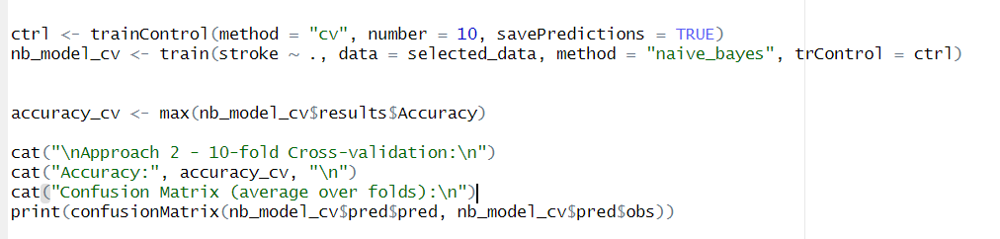 ctrl <- trainControl(method = "cv", number = 10, savePredictions = TRUE)
nb_model_cv <- train(stroke ~ ., data = selected_data, method = "naive_bayes", trControl = ctrl)
accuracy_cv <- max(nb_model_cv$results$Accuracy)
cat("\nApproach 2 - 10-fold Cross-validation:\n")
cat("Accuracy:", accuracy_cv, "\n")
cat("Confusion Matrix (average over folds):\n")
print(confusionMatrix(nb_model_cv$pred$pred, nb_model_cv$pred$obs))